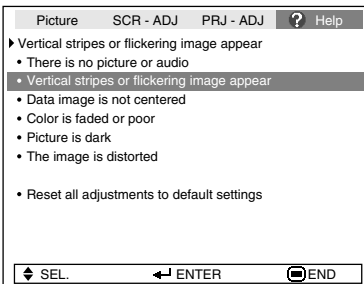 Picture SCR - ADJ PRJ - ADJ ? Help
Vertical stripes or flickering image appear
• There is no picture or audio
• Vertical stripes or flickering image appear
• Data image is not centered
• Color is faded or poor
• Picture is dark
• The image is distorted
• Reset all adjustments to default settings
SEL. ENTER END